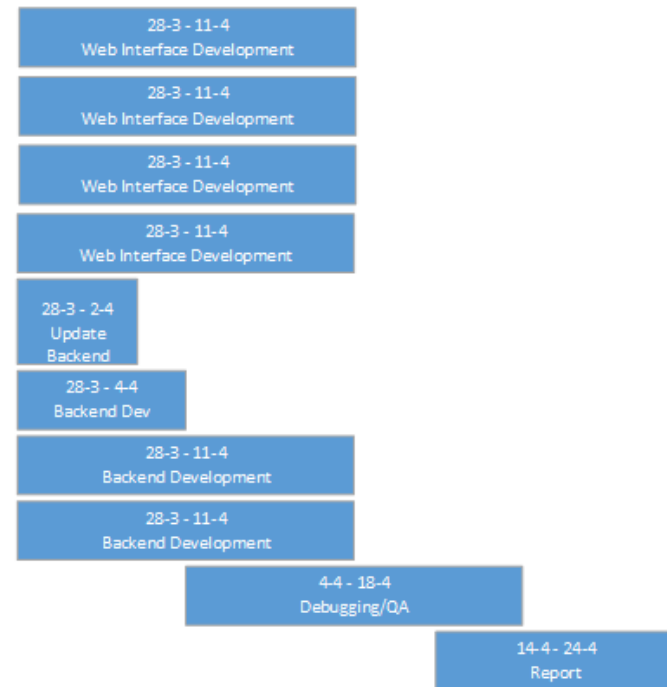 28-3 - 11-4
Web Interface Development
28-3 - 11-4
Web Interface Development
28-3 - 11-4
Web Interface Development
28-3 - 11-4
Web Interface Development
28-3 - 2-4
Update
Backend
28-3 - 4-4
Backend Dev
28-3 - 11-4
Backend Development
28-3 - 11-4
Backend Development
4-4 - 18-4
Debugging/QA
14-4 - 24-4
Report